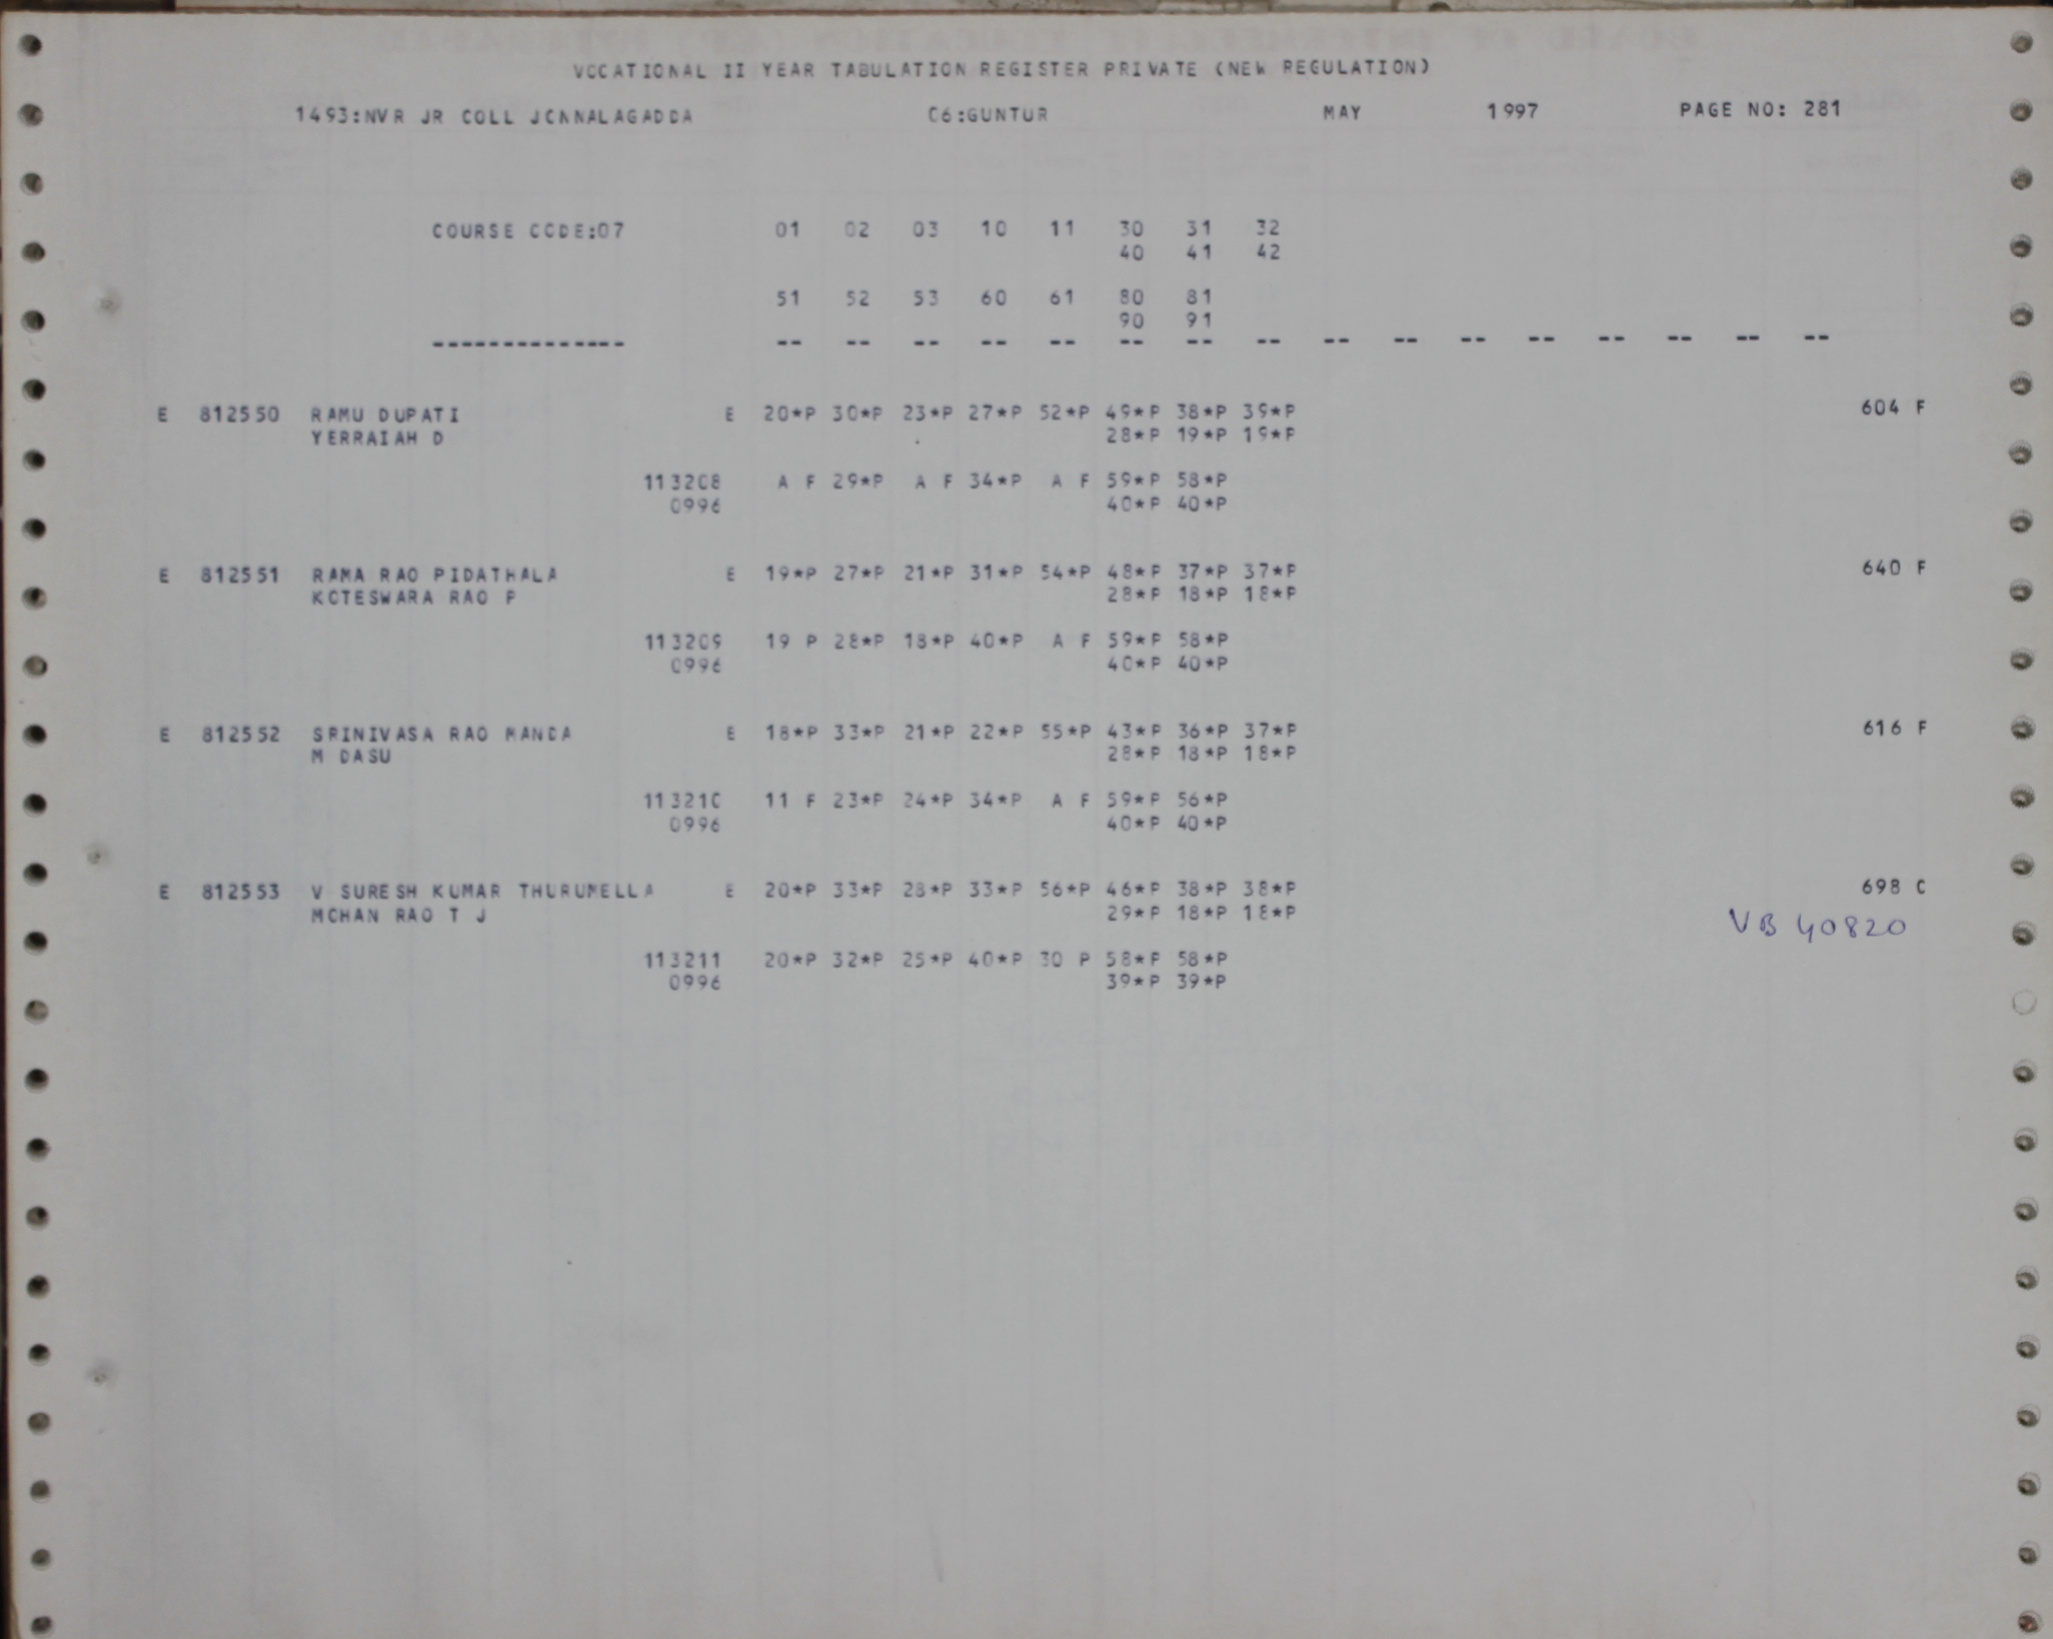 VOCATIONAL II YEAR TABULATION REGISTER PRIVATE (NEW REGULATION)
1493:NVR JR COLL JONNALAGADDA C6:GUNTUR MAY 1997 PAGE NO: 281
COURSE CODE:07 01 02 03 10 11 30 31 32
40 41 42
51 52 53 60 61 80 81
90 91
-------------- -- -- -- -- -- -- -- -- -- -- -- -- -- -- -- --
E 812550 RAMU DUPATI E 20*P 30*P 23*P 27*P 52*P 49*P 38*P 39*P 604 F
YERRAIAH D 28*P 19*P 19*P
113208 A F 29*P A F 34*P A F 59*P 58*P
0996 40*P 40*P
E 812551 RAMA RAO PIDATHALA E 19*P 27*P 21*P 31*P 54*P 48*P 37*P 37*P 640 F
KOTESWARA RAO P 28*P 18*P 18*P
113209 19 P 28*P 18*P 40*P A F 59*P 58*P
0996 40*P 40*P
E 812552 SRINIVASA RAO MANDA E 18*P 33*P 21*P 22*P 55*P 43*P 36*P 37*P 616 F
M DASU 28*P 18*P 18*P
113210 11 F 23*P 24*P 34*P A F 59*P 56*P
0996 40*P 40*P
E 812553 V SURESH KUMAR THURUMELLA E 20*P 33*P 28*P 33*P 56*P 46*P 38*P 38*P 698 C
MOHAN RAO T J 29*P 18*P 18*P
VB 40820
113211 20*P 32*P 25*P 40*P 30 P 58*P 58*P
0996 39*P 39*P